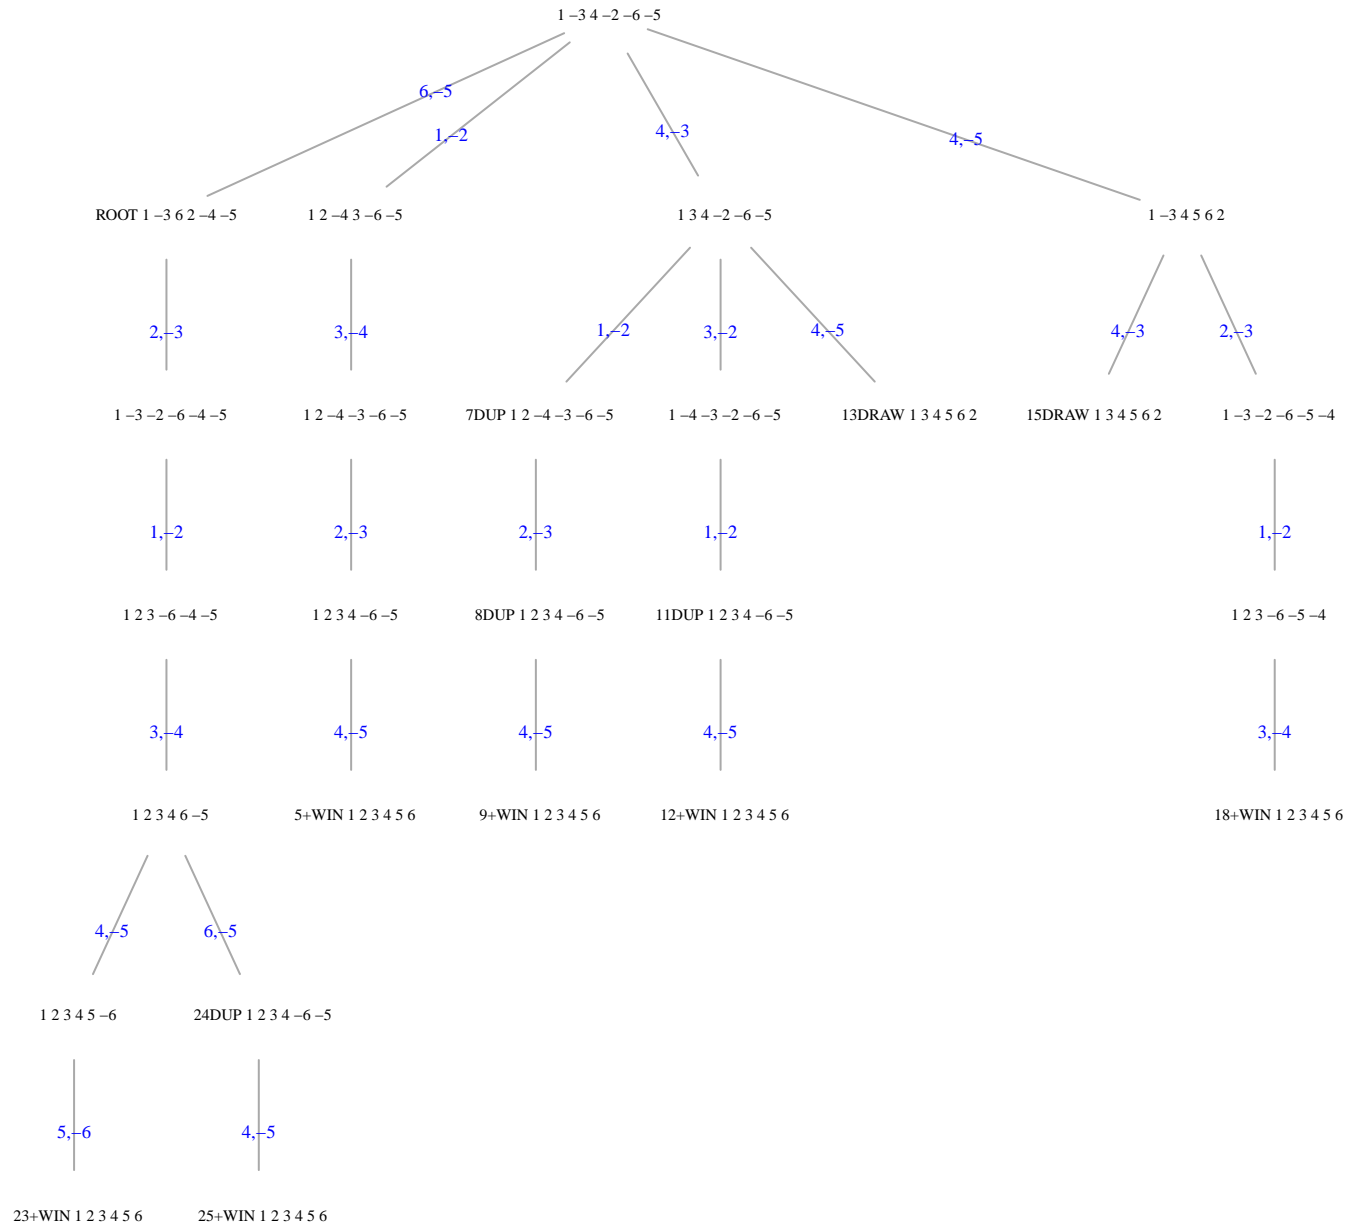 1 –3 4 –2 –6 –5
6,–5
1,–2
4,–3
4,–5
ROOT 1 –3 6 2 –4 –5
1 2 –4 3 –6 –5
1 3 4 –2 –6 –5
1 –3 4 5 6 2
2,–3
3,–4
1,–2
3,–2
4,–5
4,–3
2,–3
1 –3 –2 –6 –4 –5
1 2 –4 –3 –6 –5
7DUP 1 2 –4 –3 –6 –5
1 –4 –3 –2 –6 –5
13DRAW 1 3 4 5 6 2
15DRAW 1 3 4 5 6 2
1 –3 –2 –6 –5 –4
1,–2
2,–3
2,–3
1,–2
1,–2
1 2 3 –6 –4 –5
1 2 3 4 –6 –5
8DUP 1 2 3 4 –6 –5
11DUP 1 2 3 4 –6 –5
1 2 3 –6 –5 –4
3,–4
4,–5
4,–5
4,–5
3,–4
1 2 3 4 6 –5
5+WIN 1 2 3 4 5 6
9+WIN 1 2 3 4 5 6
12+WIN 1 2 3 4 5 6
18+WIN 1 2 3 4 5 6
4,–5
6,–5
1 2 3 4 5 –6
24DUP 1 2 3 4 –6 –5
5,–6
4,–5
23+WIN 1 2 3 4 5 6
25+WIN 1 2 3 4 5 6